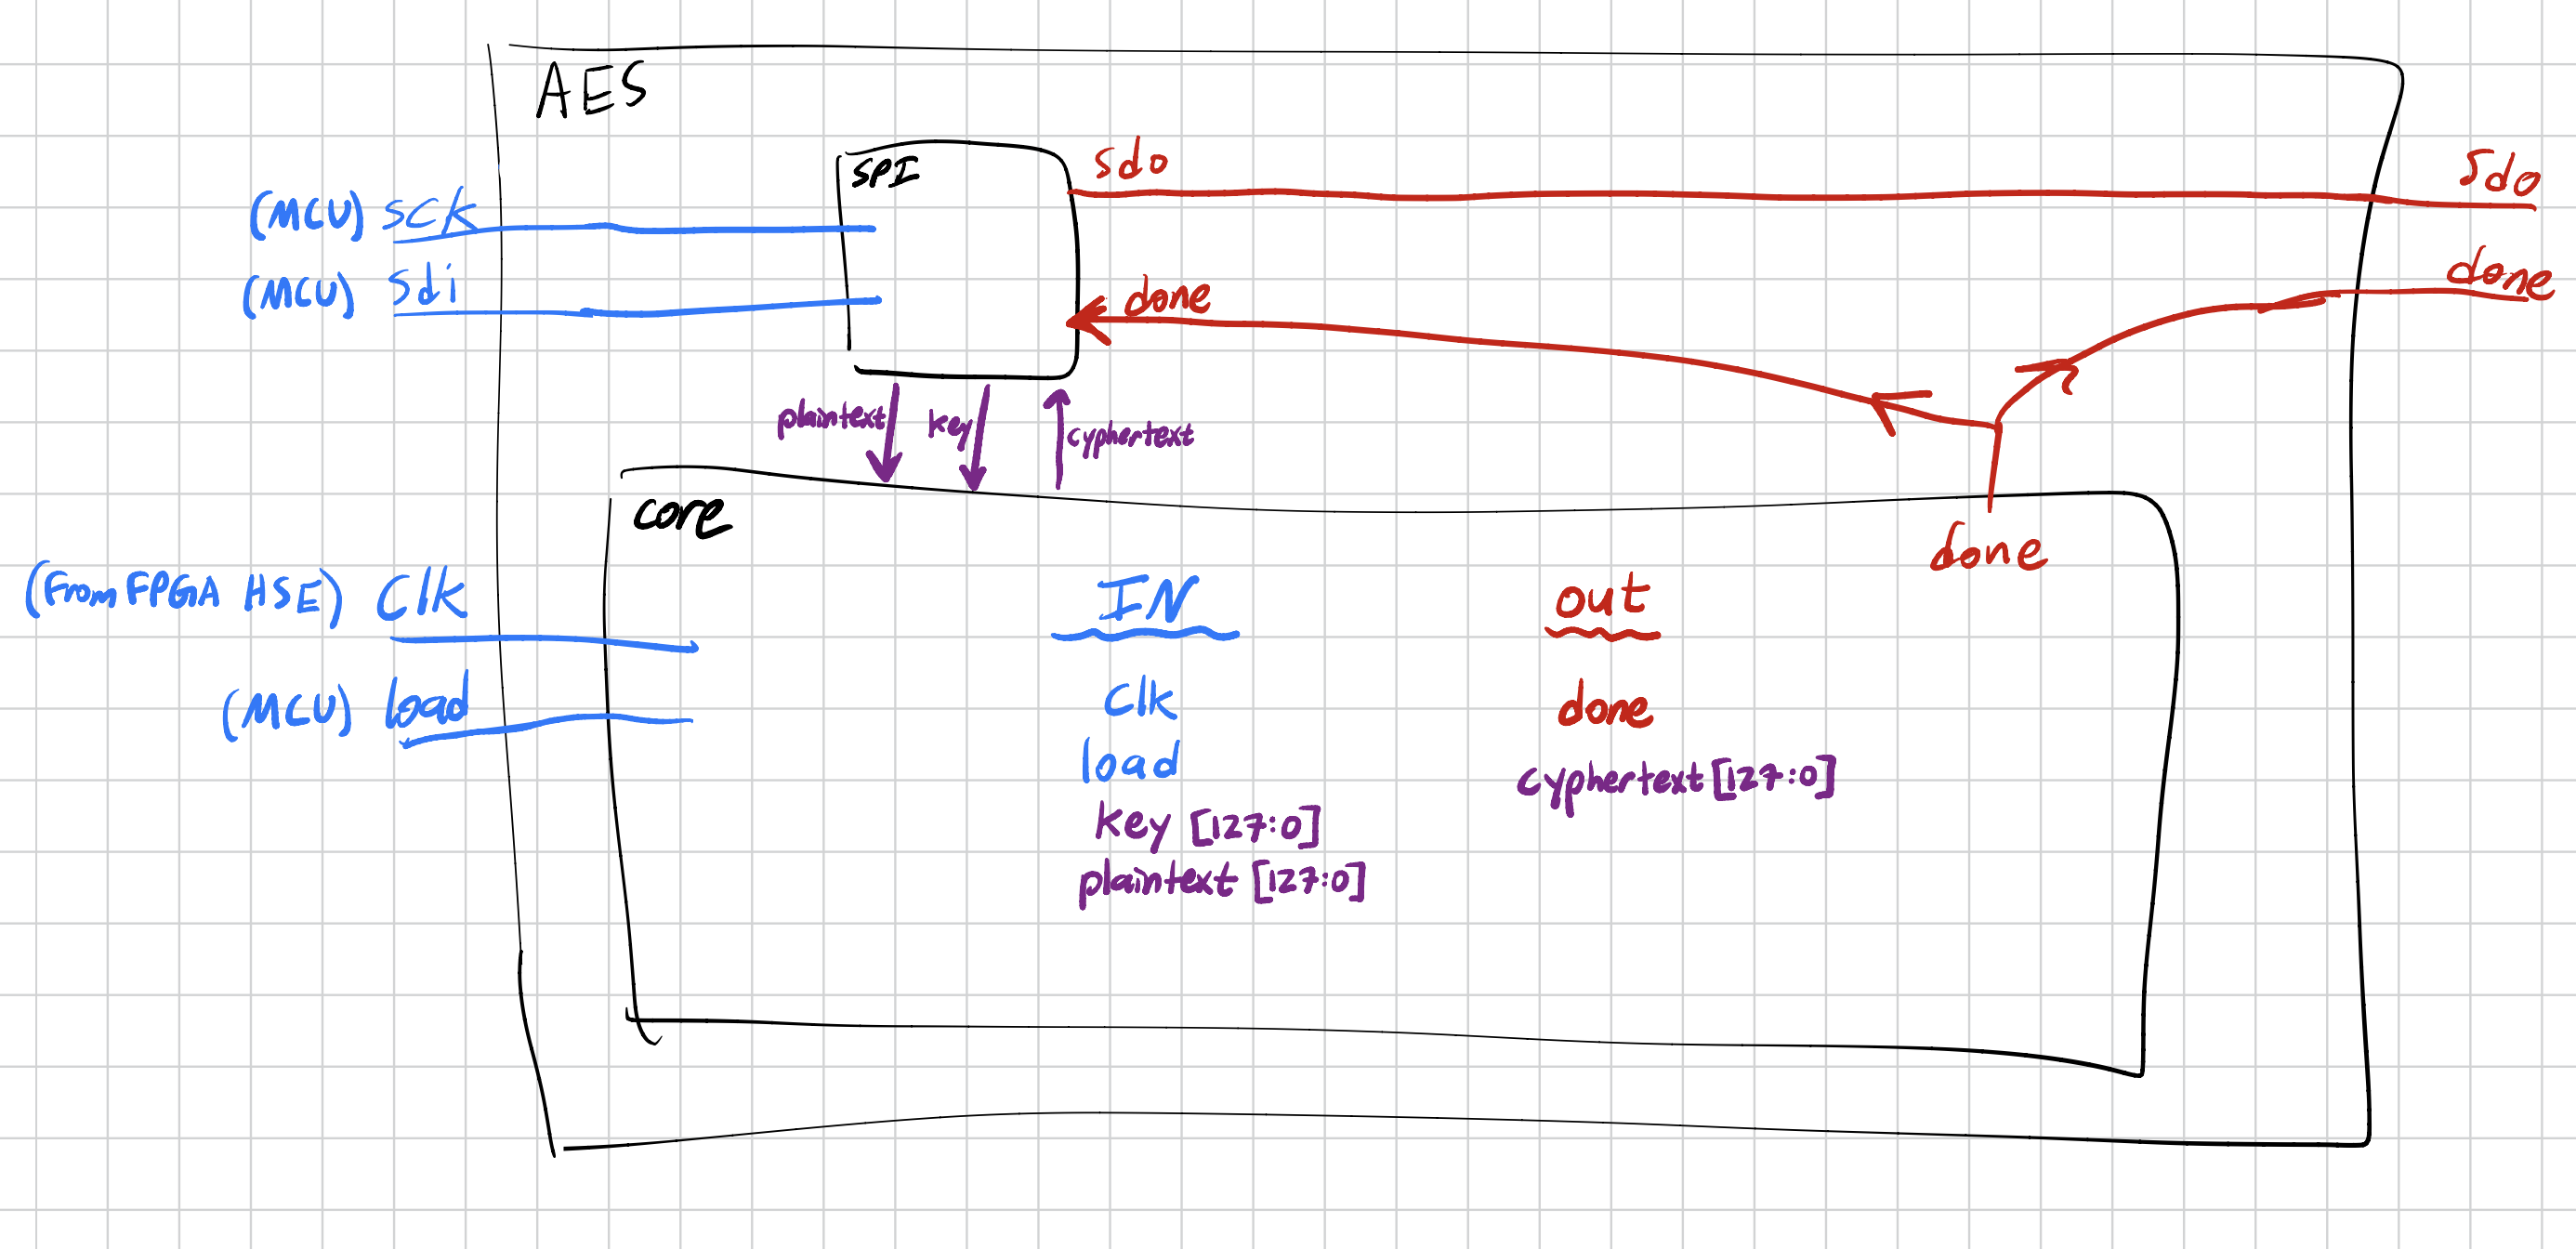 AES
SPI
sdo
sdo
(MCU) sck
(MCU) sdi
done
done
plaintext
key
cyphertext
core
done
(From FPGA HSE) Clk
(MCU) load
IN
out
Clk
done
load
cyphertext [127:0]
key [127:0]
plaintext [127:0]